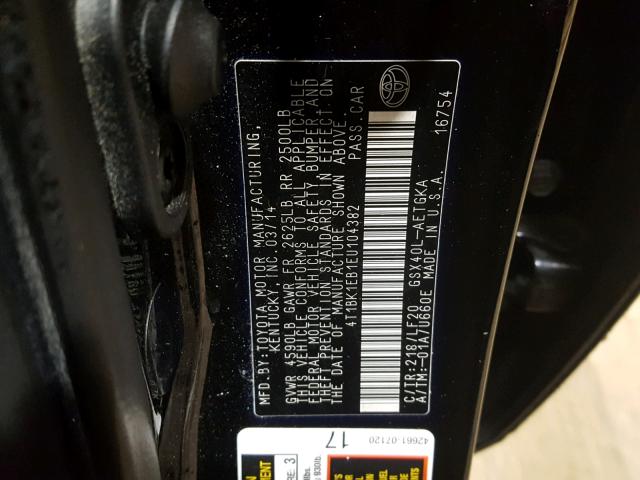 MFD.BY:TOYOTA MOTOR MANUFACTURING,
KENTUCKY, INC. 03/14
GVWR 4590LB GAWR FR 2625LB RR 2500LB
THIS VEHICLE CONFORMS TO ALL APPLICABLE
FEDERAL MOTOR VEHICLE SAFETY, BUMPER,AND
THEFT PREVENTION STANDARDS IN EFFECT ON
THE DATE OF MANUFACTURE SHOWN ABOVE.
4T1BK1EB1EU104382 PASS.CAR
C/TR:218/LF20 GSX40L-AETGKA
A/TM:-01A/U660E MADE IN U.S.A. 16754
42661-07120
17
3